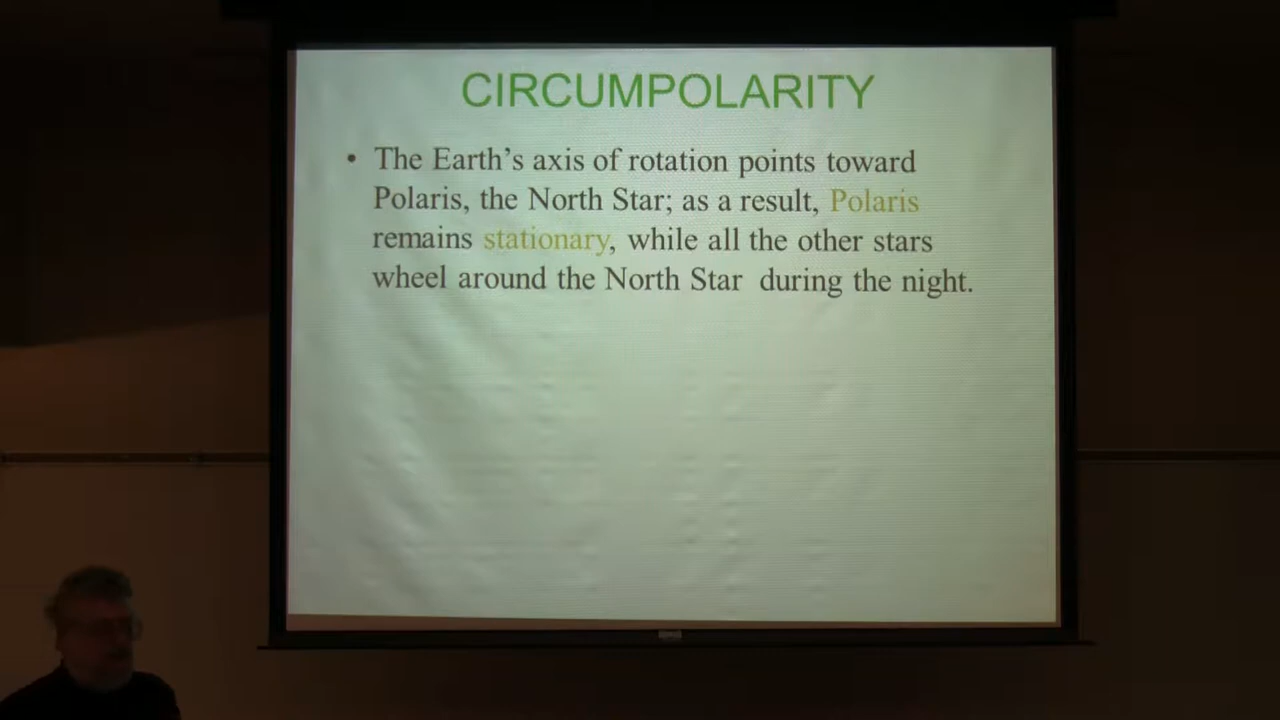 CIRCUMPOLARITY
• The Earth's axis of rotation points toward
Polaris, the North Star; as a result, Polaris
remains stationary, while all the other stars
wheel around the North Star during the night.